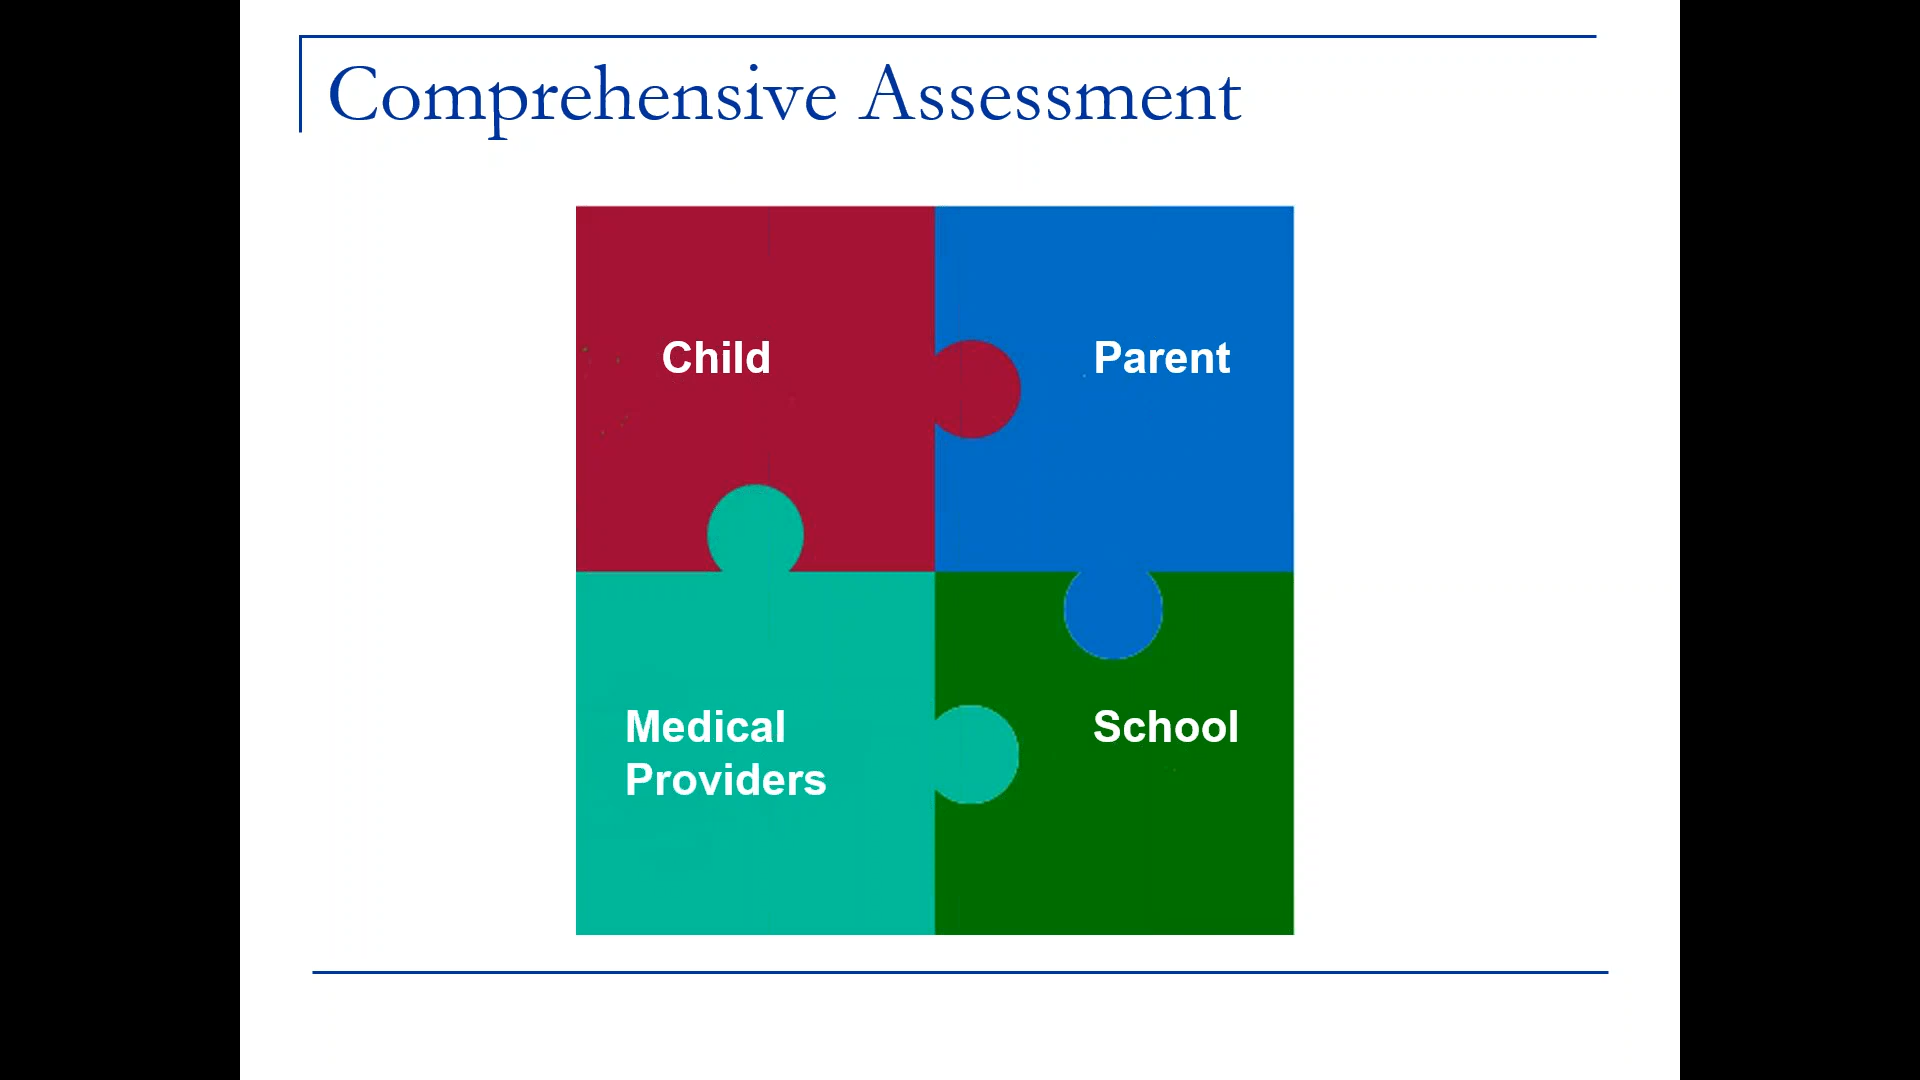 Comprehensive Assessment
Child
Parent
Medical
Providers
School